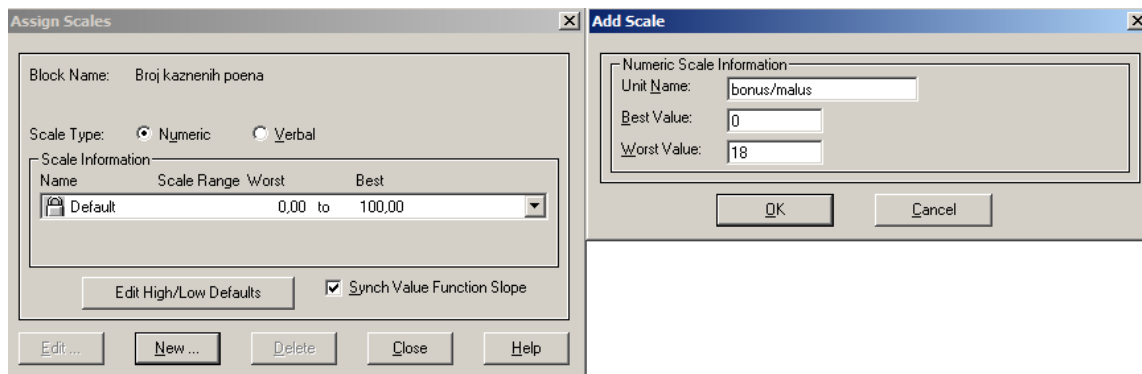 Assign Scales
Block Name: Broj kaznenih poena
Scale Type: Numeric Verbal
Scale Information
Name Scale Range Worst Best
Default 0,00 to 100,00
Edit High/Low Defaults Synch Value Function Slope
Edit ... New ... Delete Close Help
Add Scale
Numeric Scale Information
Unit Name: bonus/malus
Best Value: 0
Worst Value: 18
OK Cancel